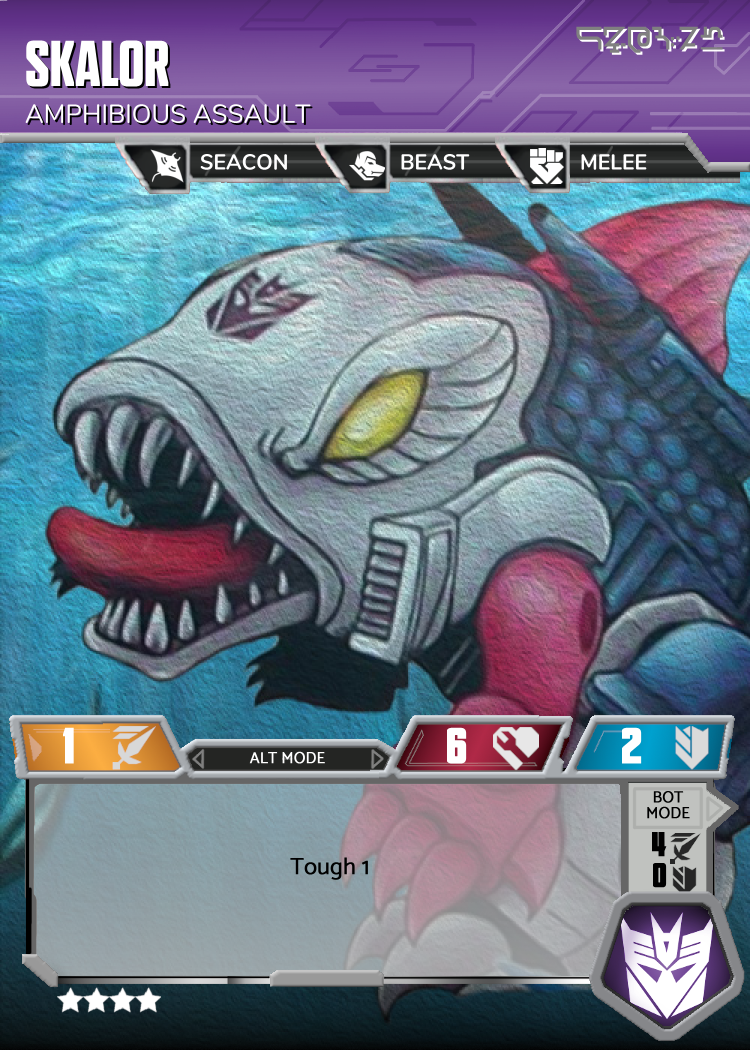 SKALOR
AMPHIBIOUS ASSAULT
SEACON BEAST MELEE
1 ALT MODE 6 2
BOT
MODE
4
0
Tough 1